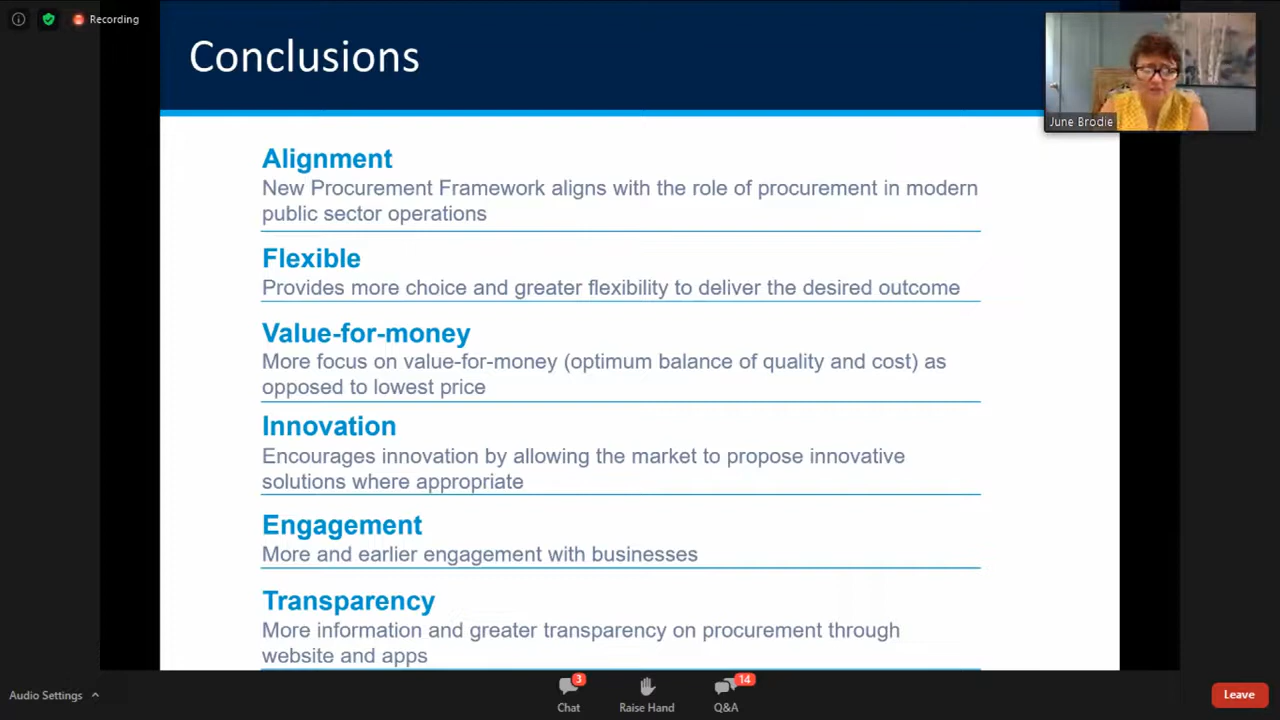 Recording
Conclusions
June Brodie
Alignment
New Procurement Framework aligns with the role of procurement in modern
public sector operations
Flexible
Provides more choice and greater flexibility to deliver the desired outcome
Value-for-money
More focus on value-for-money (optimum balance of quality and cost) as
opposed to lowest price
Innovation
Encourages innovation by allowing the market to propose innovative
solutions where appropriate
Engagement
More and earlier engagement with businesses
Transparency
More information and greater transparency on procurement through
website and apps
Audio Settings
3
Chat
Raise Hand
14
Q&A
Leave